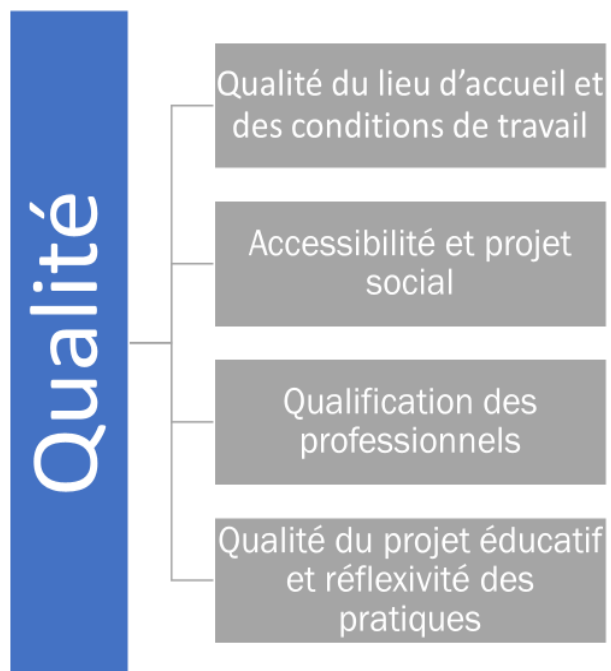 Qualité
Qualité du lieu d’accueil et
des conditions de travail
Accessibilité et projet
social
Qualification des
professionnels
Qualité du projet éducatif
et réflexivité des
pratiques